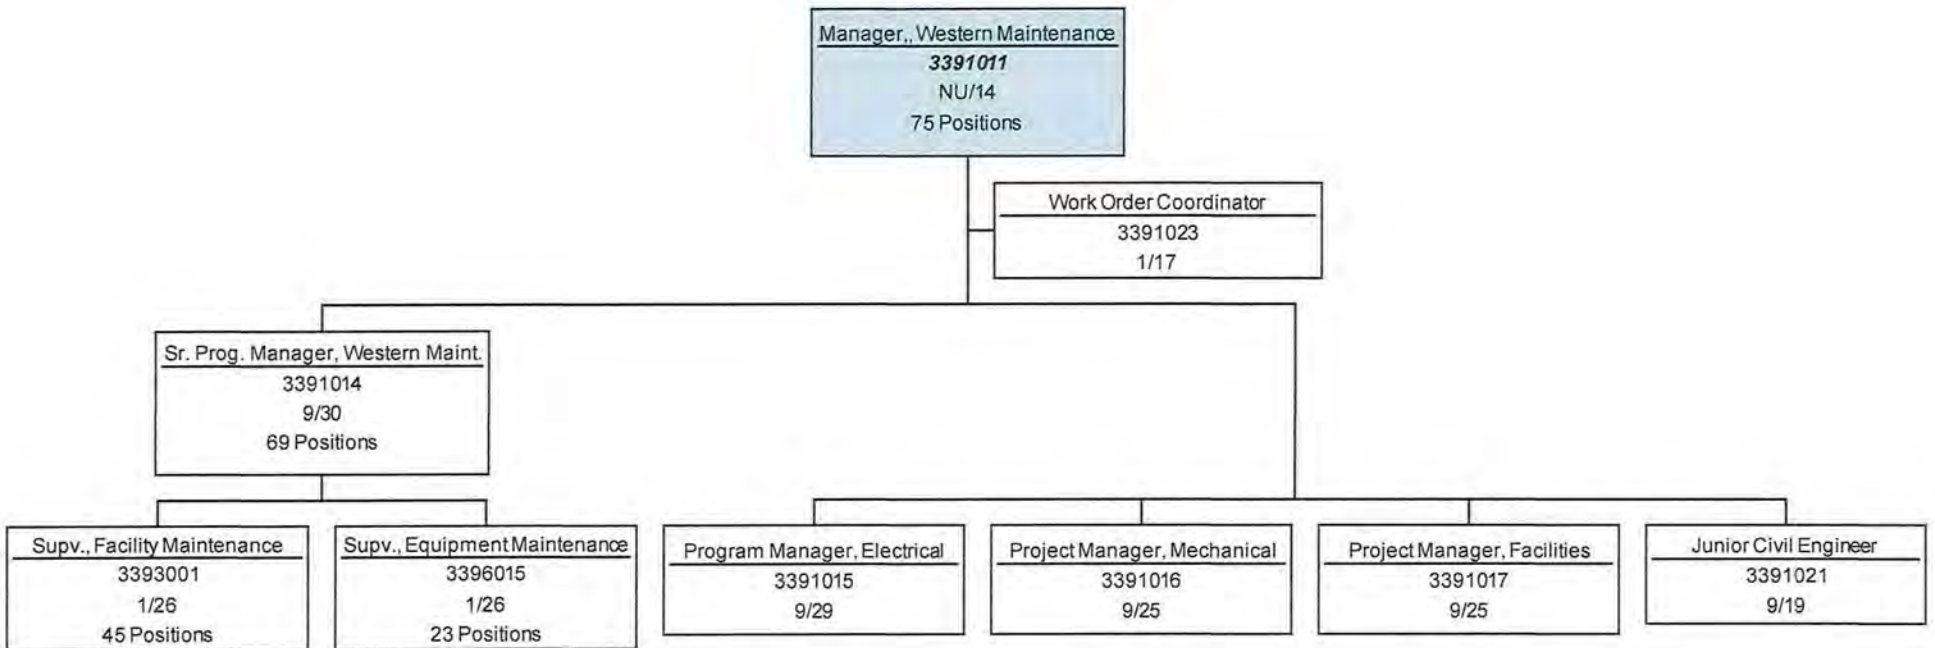 Manager,, Western Maintenance
3391011
NU/14
75 Positions
Work Order Coordinator
3391023
1/17
Sr. Prog. Manager, Western Maint.
3391014
9/30
69 Positions
Supv., Facility Maintenance
3393001
1/26
45 Positions
Supv., Equipment Maintenance
3396015
1/26
23 Positions
Program Manager, Electrical
3391015
9/29
Project Manager, Mechanical
3391016
9/25
Project Manager, Facilities
3391017
9/25
Junior Civil Engineer
3391021
9/19